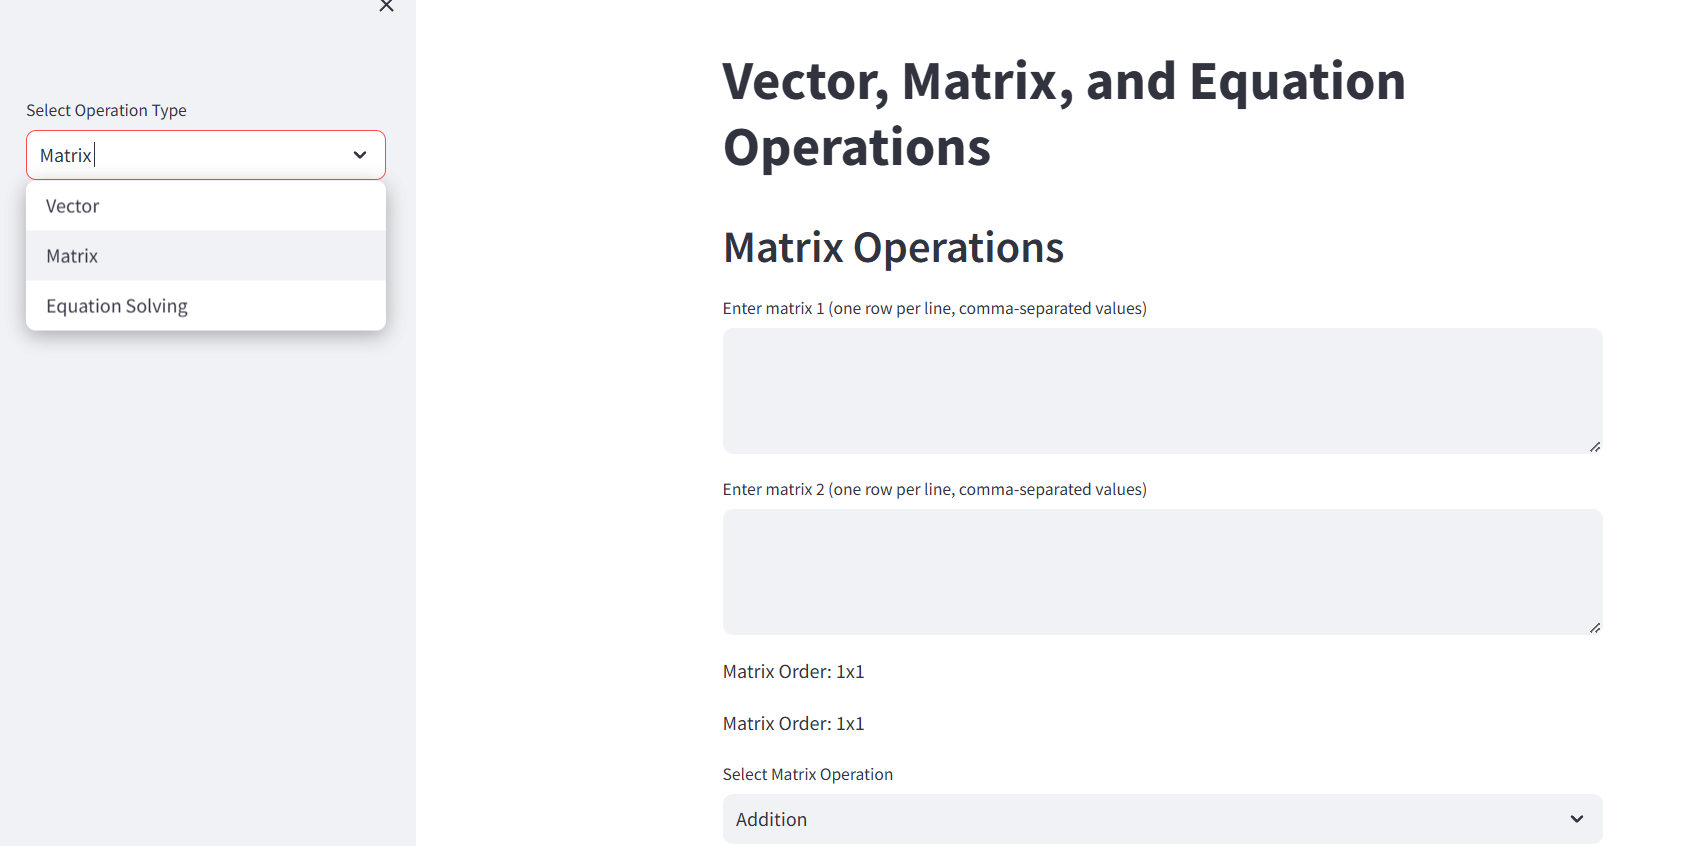 Select Operation Type
Matrix
Vector
Matrix
Equation Solving
Vector, Matrix, and Equation
Operations
Matrix Operations
Enter matrix 1 (one row per line, comma-separated values)
Enter matrix 2 (one row per line, comma-separated values)
Matrix Order: 1x1
Matrix Order: 1x1
Select Matrix Operation
Addition